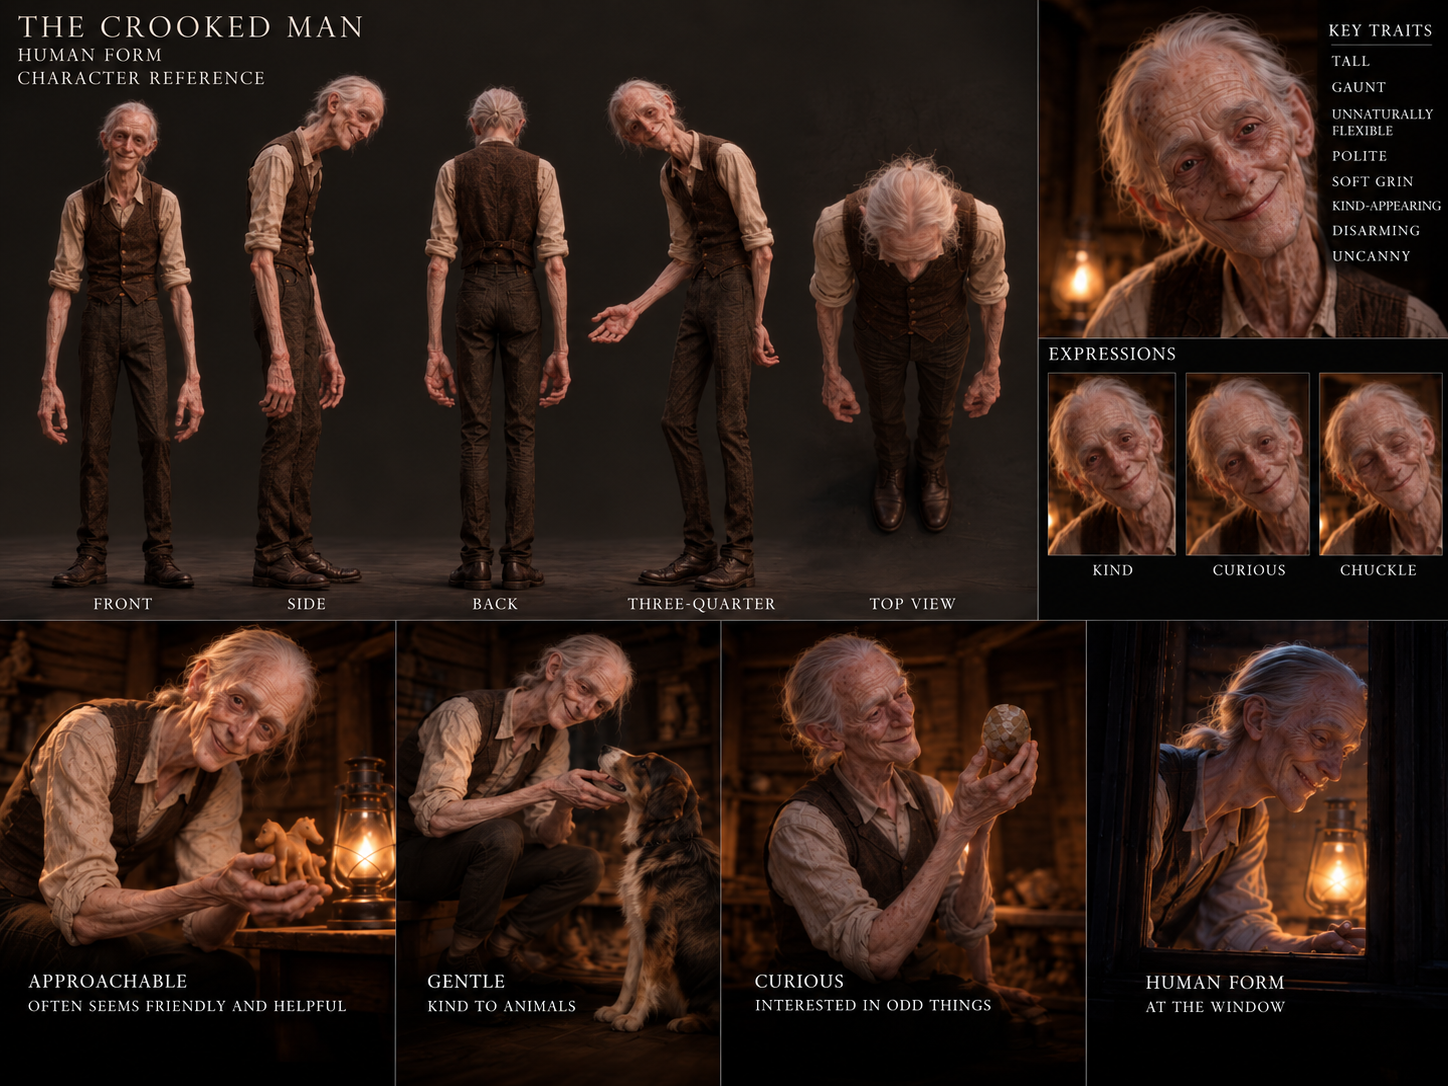 THE CROOKED MAN
HUMAN FORM
CHARACTER REFERENCE
FRONT
SIDE
BACK
THREE-QUARTER
TOP VIEW
KEY TRAITS
TALL
GAUNT
UNNATURALLY
FLEXIBLE
POLITE
SOFT GRIN
KIND-APPEARING
DISARMING
UNCANNY
EXPRESSIONS
KIND
CURIOUS
CHUCKLE
APPROACHABLE
OFTEN SEEMS FRIENDLY AND HELPFUL
GENTLE
KIND TO ANIMALS
CURIOUS
INTERESTED IN ODD THINGS
HUMAN FORM
AT THE WINDOW